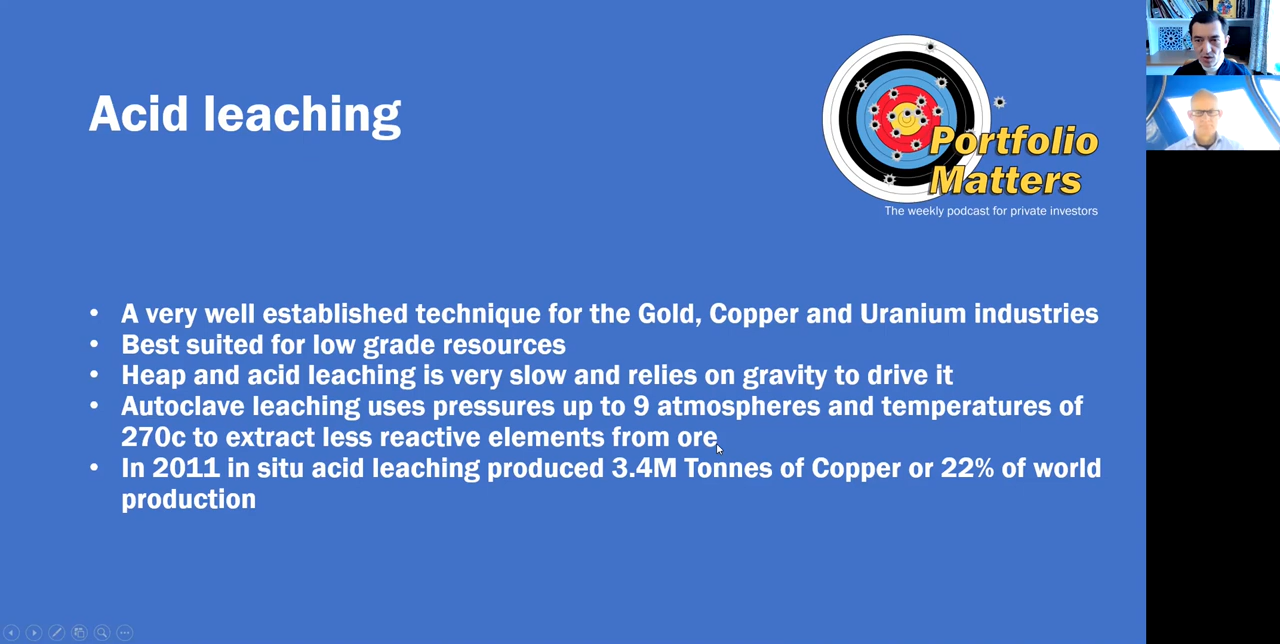 Acid leaching
Portfolio
Matters
The weekly podcast for private investors
• A very well established technique for the Gold, Copper and Uranium industries
• Best suited for low grade resources
• Heap and acid leaching is very slow and relies on gravity to drive it
• Autoclave leaching uses pressures up to 9 atmospheres and temperatures of
270c to extract less reactive elements from ore
• In 2011 in situ acid leaching produced 3.4M Tonnes of Copper or 22% of world
production